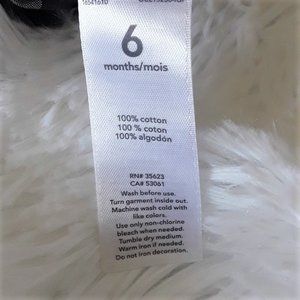 6
months/mois
100% cotton
100 % coton
100% algodón
RN# 35623
CA# 53061
Wash before use.
Turn garment inside out.
Machine wash cold with
like colors.
Use only non-chlorine
bleach when needed.
Tumble dry medium.
Warm iron if needed.
Do not iron decoration.